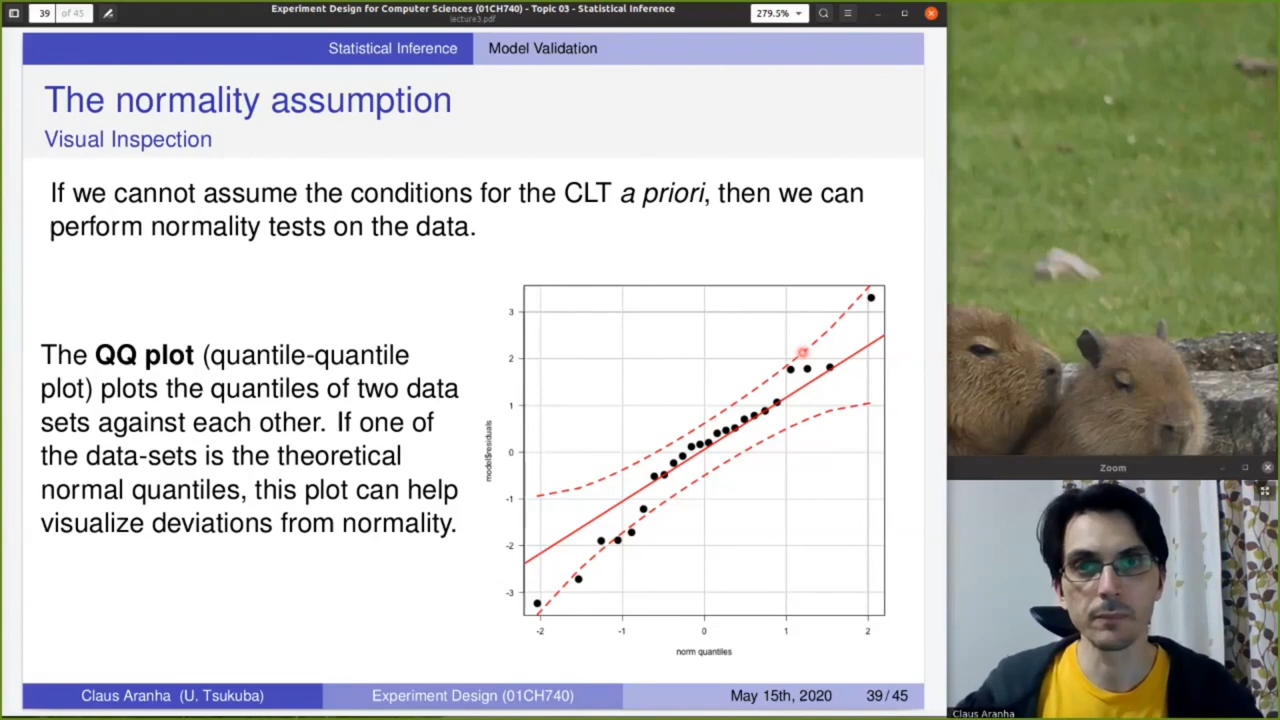 39 of 45
Experiment Design for Computer Sciences (01CH740) - Topic 03 - Statistical Inference
lecture3.pdf
279.5%
Statistical Inference Model Validation
The normality assumption
Visual Inspection
If we cannot assume the conditions for the CLT a priori, then we can
perform normality tests on the data.
The QQ plot (quantile-quantile
plot) plots the quantiles of two data
sets against each other. If one of
the data-sets is the theoretical
normal quantiles, this plot can help
visualize deviations from normality.
model$residuals
3
2
1
0
-1
-2
-3
-2 -1 0 1 2
norm quantiles
Claus Aranha (U. Tsukuba) Experiment Design (01CH740) May 15th, 2020 39 / 45
Zoom
Claus Aranha